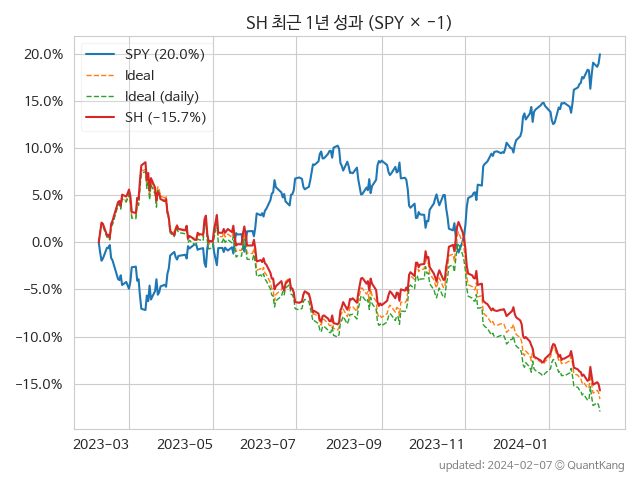 SH 최근 1년 성과 (SPY × −1)
20.0%
15.0%
10.0%
5.0%
0.0%
−5.0%
−10.0%
−15.0%
SPY (20.0%)
Ideal
Ideal (daily)
SH (−15.7%)
2023-03
2023-05
2023-07
2023-09
2023-11
2024-01
updated: 2024-02-07 © QuantKang